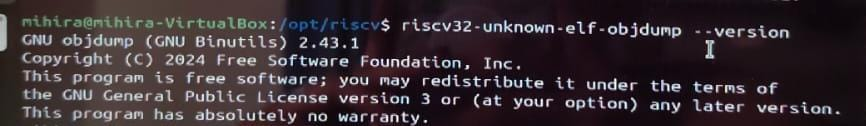 mihira@mihira-VirtualBox:/opt/riscv$ riscv32-unknown-elf-objdump --version
GNU objdump (GNU Binutils) 2.43.1
Copyright (C) 2024 Free Software Foundation, Inc.
This program is free software; you may redistribute it under the terms of
the GNU General Public License version 3 or (at your option) any later version.
This program has absolutely no warranty.